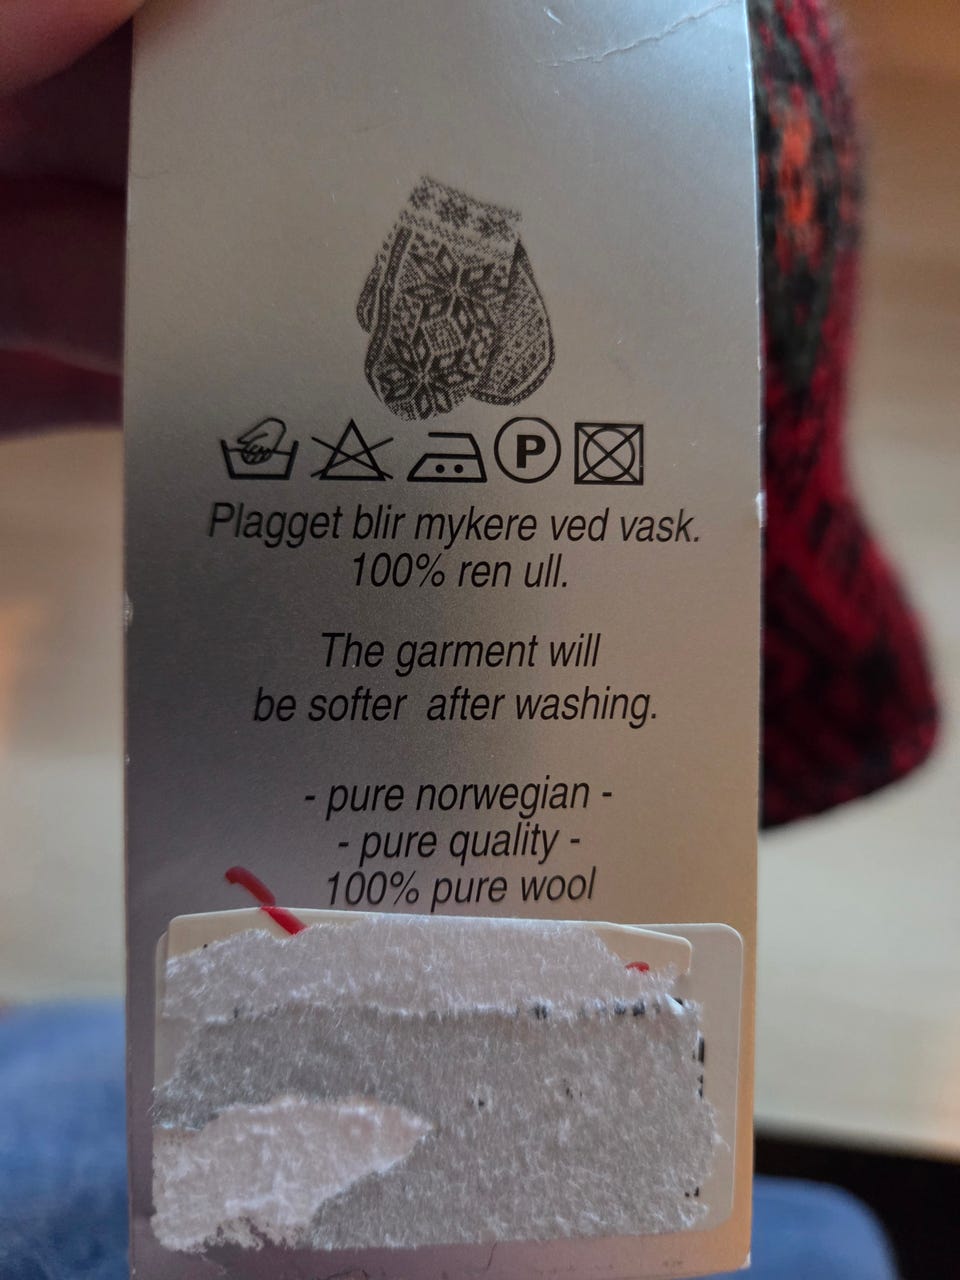 P
Plagget blir mykere ved vask.
100% ren ull.
The garment will
be softer after washing.
- pure norwegian -
- pure quality -
100% pure wool